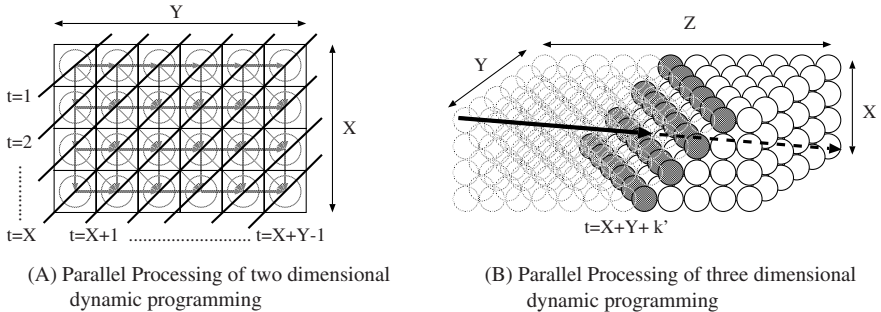 Y
t=1
t=2
t=X
X
t=X+1 ........................... t=X+Y-1
(A) Parallel Processing of two dimensional
dynamic programming
Z
Y
X
t=X+Y+ k’
(B) Parallel Processing of three dimensional
dynamic programming